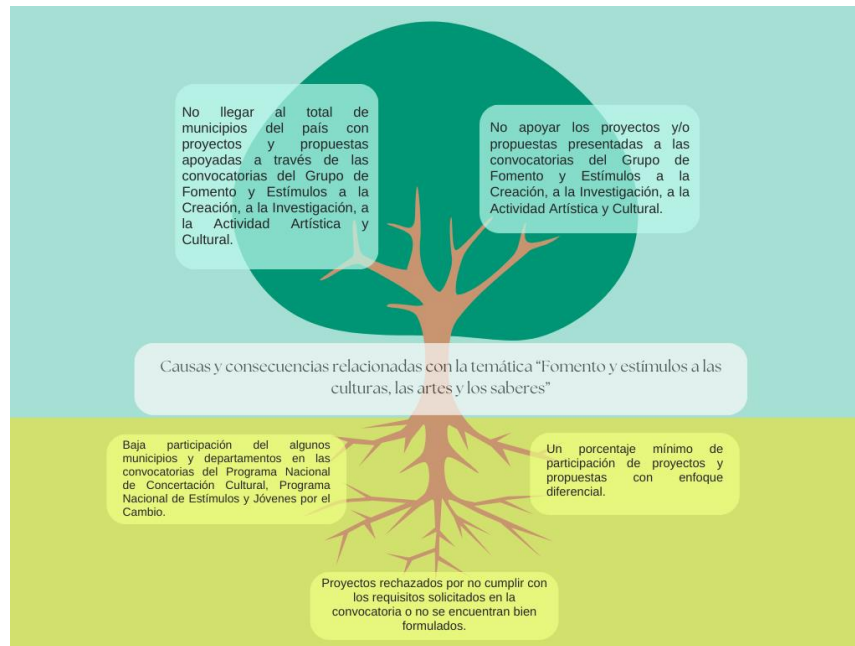 No llegar al total de
municipios del país con
proyectos y propuestas
apoyadas a través de las
convocatorias del Grupo de
Fomento y Estímulos a la
Creación, a la Investigación, a
la Actividad Artística y
Cultural.
No apoyar los proyectos y/o
propuestas presentadas a las
convocatorias del Grupo de
Fomento y Estímulos a la
Creación, a la Investigación, a la
Actividad Artística y Cultural.
Causas y consecuencias relacionadas con la temática “Fomento y estímulos a las
culturas, las artes y los saberes”
Baja participación del algunos
municipios y departamentos en las
convocatorias del Programa Nacional
de Concertación Cultural, Programa
Nacional de Estímulos y Jóvenes por el
Cambio.
Un porcentaje mínimo de
participación de proyectos y
propuestas con enfoque
diferencial.
Proyectos rechazados por no cumplir con
los requisitos solicitados en la
convocatoria o no se encuentran bien
formulados.